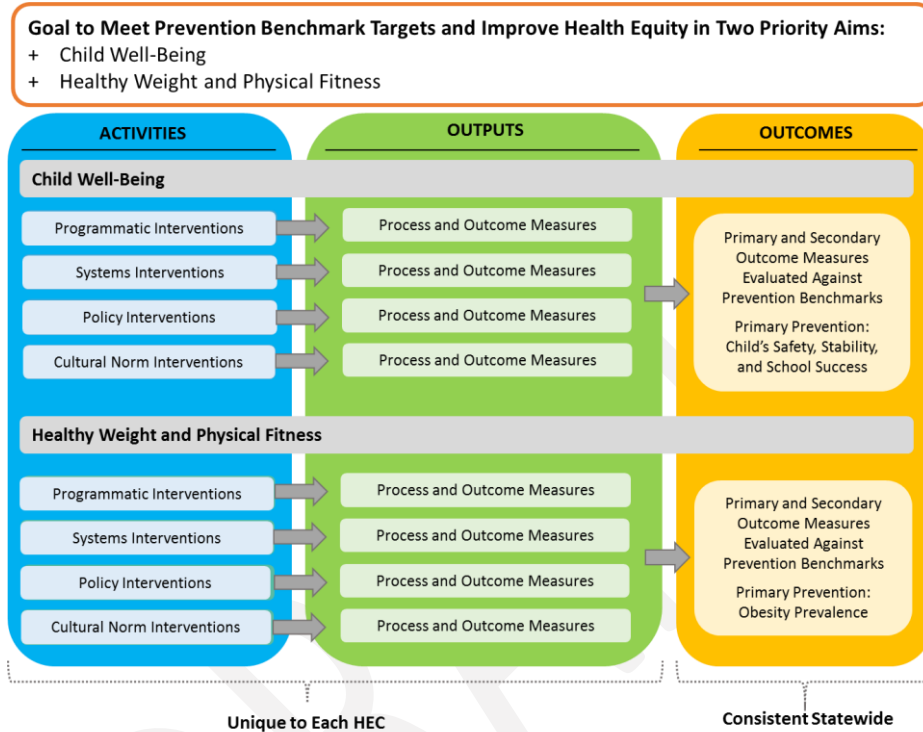 Goal to Meet Prevention Benchmark Targets and Improve Health Equity in Two Priority Aims:
+ Child Well-Being
+ Healthy Weight and Physical Fitness
ACTIVITIES
OUTPUTS
OUTCOMES
Child Well-Being
Programmatic Interventions
Process and Outcome Measures
Systems Interventions
Process and Outcome Measures
Policy Interventions
Process and Outcome Measures
Cultural Norm Interventions
Process and Outcome Measures
Primary and Secondary
Outcome Measures
Evaluated Against
Prevention Benchmarks
Primary Prevention:
Child's Safety, Stability,
and School Success
Healthy Weight and Physical Fitness
Programmatic Interventions
Process and Outcome Measures
Systems Interventions
Process and Outcome Measures
Policy Interventions
Process and Outcome Measures
Cultural Norm Interventions
Process and Outcome Measures
Primary and Secondary
Outcome Measures
Evaluated Against
Prevention Benchmarks
Primary Prevention:
Obesity Prevalence
Unique to Each HEC
Consistent Statewide